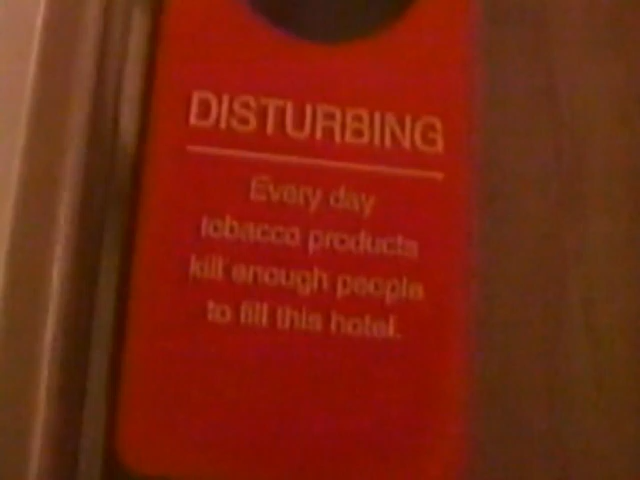 DISTURBING
Every day
tobacco products
kill enough people
to fill this hotel.